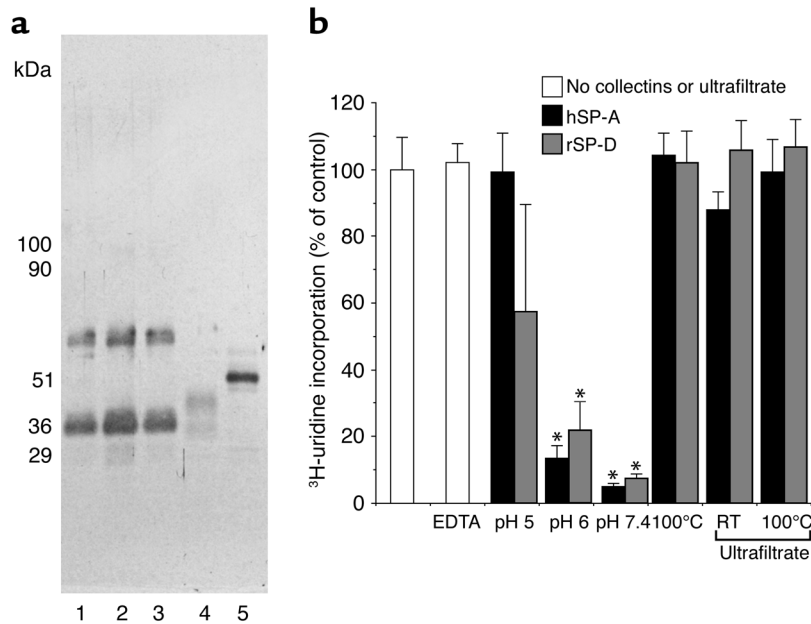 a
kDa
100
90
51
36
29
1 2 3 4 5
b
No collectins or ultrafiltrate
hSP-A
rSP-D
³H-uridine incorporation (% of control)
120
100
80
60
40
20
0
* * * *
EDTA pH 5 pH 6 pH 7.4 100°C RT 100°C
Ultrafiltrate